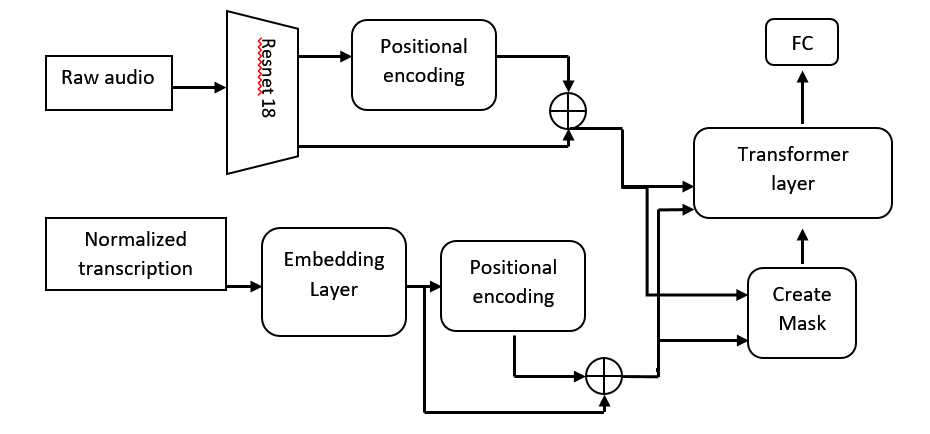 Raw audio
Resnet 18
Positional
encoding
FC
Transformer
layer
Normalized
transcription
Embedding
Layer
Positional
encoding
Create
Mask